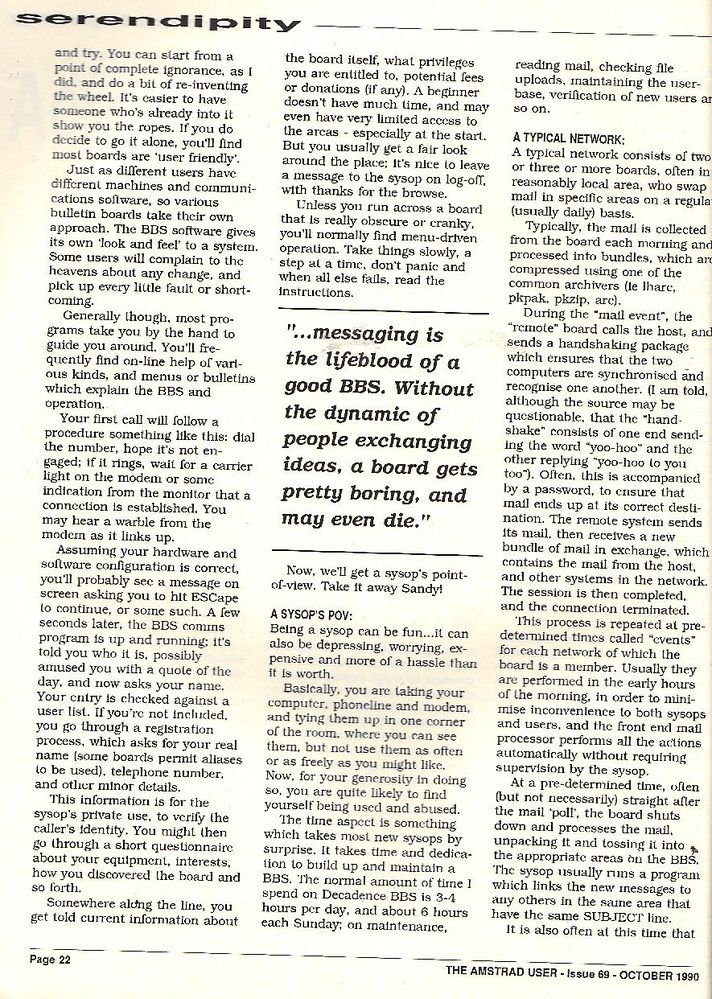 serendipity
and try. You can start from a
point of complete ignorance, as I
did, and do a bit of re-inventing
the wheel. It's easier to have
someone who's already into it
show you the ropes. If you do
decide to go it alone, you'll find
most boards are 'user friendly'.
Just as different users have
different machines and communi-
cations software, so various
bulletin boards take their own
approach. The BBS software gives
its own 'look and feel' to a system.
Some users will complain to the
heavens about any change, and
pick up every little fault or short-
coming.
Generally though, most pro-
grams take you by the hand to
guide you around. You'll fre-
quently find on-line help of vari-
ous kinds, and menus or bulletins
which explain the BBS and
operation.
Your first call will follow a
procedure something like this: dial
the number, hope it's not en-
gaged; if it rings, wait for a carrier
light on the modem or some
indication from the monitor that a
connection is established. You
may hear a warble from the
modem as it links up.
Assuming your hardware and
software configuration is correct,
you'll probably see a message on
screen asking you to hit ESCape
to continue, or some such. A few
seconds later, the BBS comms
program is up and running; it's
told you who it is, possibly
amused you with a quote of the
day, and now asks your name.
Your entry is checked against a
user list. If you're not included,
you go through a registration
process, which asks for your real
name (some boards permit aliases
to be used), telephone number,
and other minor details.
This information is for the
sysop's private use, to verify the
caller's identity. You might then
go through a short questionnaire
about your equipment, interests,
how you discovered the board and
so forth.
Somewhere along the line, you
get told current information about
the board itself, what privileges
you are entitled to, potential fees
or donations (if any). A beginner
doesn't have much time, and may
even have very limited access to
the areas - especially at the start.
But you usually get a fair look
around the place; it's nice to leave
a message to the sysop on log-off,
with thanks for the browse.
Unless you run across a board
that is really obscure or cranky,
you'll normally find menu-driven
operation. Take things slowly, a
step at a time, don't panic and
when all else fails, read the
instructions.
"...messaging is
the lifeblood of a
good BBS. Without
the dynamic of
people exchanging
ideas, a board gets
pretty boring, and
may even die."
Now, we'll get a sysop's point-
of-view. Take it away Sandy!
A SYSOP'S POV:
Being a sysop can be fun...it can
also be depressing, worrying, ex-
pensive and more of a hassle than
it is worth.
Basically, you are taking your
computer, phoneline and modem,
and tying them up in one corner
of the room, where you can see
them, but not use them as often
or as freely as you might like.
Now, for your generosity in doing
so, you are quite likely to find
yourself being used and abused.
The time aspect is something
which takes most new sysops by
surprise. It takes time and dedica-
tion to build up and maintain a
BBS. The normal amount of time I
spend on Decadence BBS is 3-4
hours per day, and about 6 hours
each Sunday; on maintenance,
reading mail, checking file
uploads, maintaining the user-
base, verification of new users an
so on.
A TYPICAL NETWORK:
A typical network consists of two
or three or more boards, often in
reasonably local area, who swap
mail in specific areas on a regula
(usually daily) basis.
Typically, the mail is collected
from the board each morning and
processed into bundles, which are
compressed using one of the
common archivers (ie lharc,
pkpak, pkzip, arc).
During the "mail event", the
"remote" board calls the host, and
sends a handshaking package
which ensures that the two
computers are synchronised and
recognise one another. (I am told,
although the source may be
questionable, that the "hand-
shake" consists of one end send-
ing the word "yoo-hoo" and the
other replying "yoo-hoo to you
too"). Often, this is accompanied
by a password, to ensure that
mail ends up at its correct desti-
nation. The remote system sends
its mail, then receives a new
bundle of mail in exchange, which
contains the mail from the host,
and other systems in the network.
The session is then completed,
and the connection terminated.
This process is repeated at pre-
determined times called "events"
for each network of which the
board is a member. Usually they
are performed in the early hours
of the morning, in order to mini-
mise inconvenience to both sysops
and users, and the front end mail
processor performs all the actions
automatically without requiring
supervision by the sysop.
At a pre-determined time, often
(but not necessarily) straight after
the mail 'poll', the board shuts
down and processes the mail,
unpacking it and tossing it into
the appropriate areas on the BBS.
The sysop usually runs a program
which links the new messages to
any others in the same area that
have the same SUBJECT line.
It is also often at this time that
Page 22
THE AMSTRAD USER - Issue 69 - OCTOBER 1990